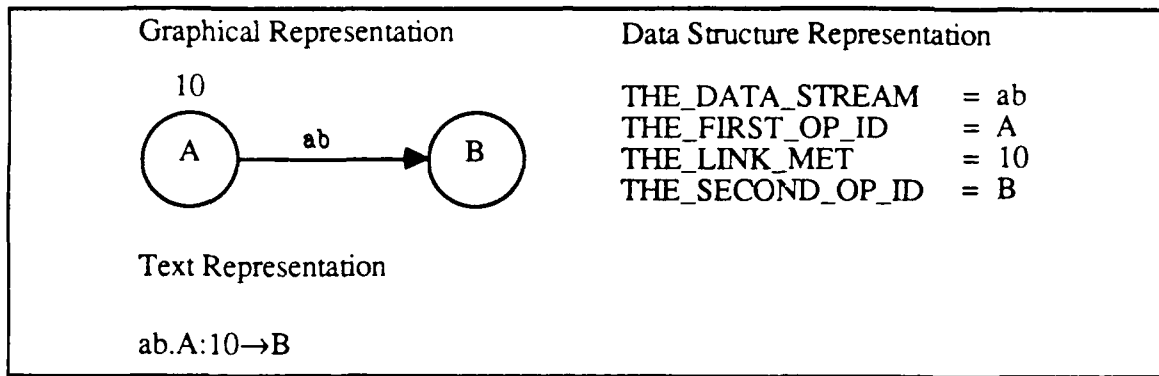 Graphical Representation
10
A
ab
B
Text Representation
ab.A:10→B
Data Structure Representation
THE_DATA_STREAM = ab
THE_FIRST_OP_ID = A
THE_LINK_MET = 10
THE_SECOND_OP_ID = B